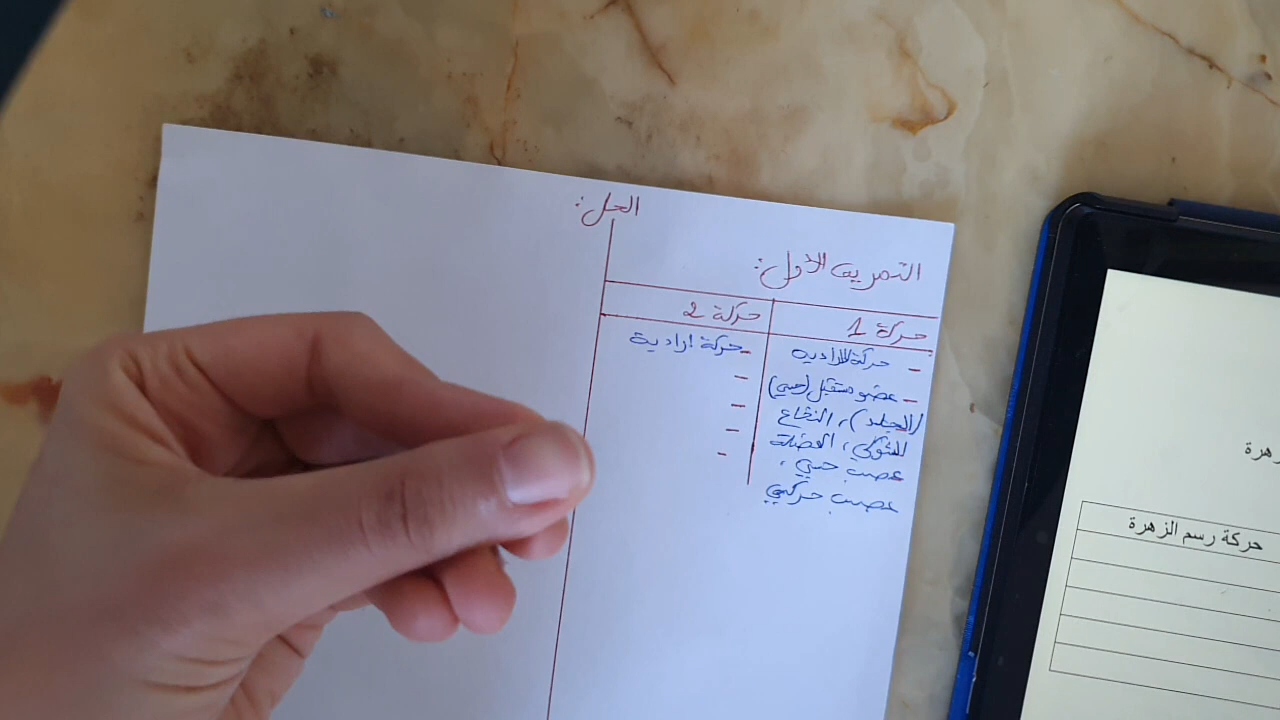 الحل:
التمرين الأول:
حركة 1
حركة 2
- حركة لاإرادية
- عضو مستقبل (حسي)
(الجلد)، النخاع
الشوكي، العضلة
عصب حسي،
عصب حركي
- حركة إرادية
-
-
-
-
زهرة
حركة رسم الزهرة